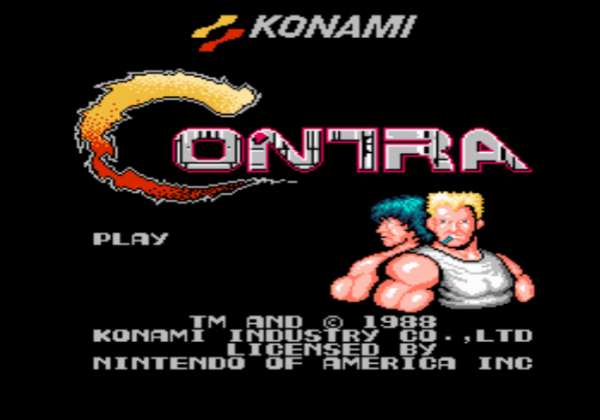 KONAMI
CONTRA
PLAY
TM AND © 1988
KONAMI INDUSTRY CO.,LTD
LICENSED BY
NINTENDO OF AMERICA INC